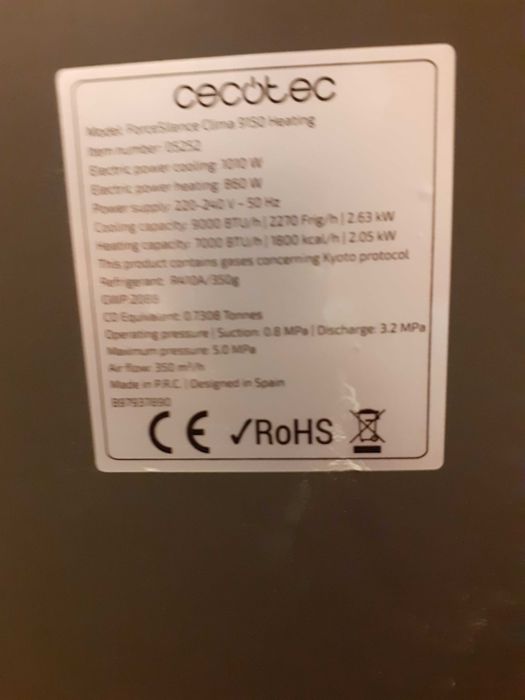 cecotec
Model: ForceSilence Clima 9150 Heating
Item number: 05252
Electric power cooling: 1010 W
Electric power heating: 860 W
Power supply: 220-240 V ~ 50 Hz
Cooling capacity: 9000 BTU/h | 2270 Frig/h | 2.63 kW
Heating capacity: 7000 BTU/h | 1800 kcal/h | 2.05 kW
This product contains gases concerning Kyoto protocol
Refrigerant: R410A/350g
GWP: 2088
CO Equivalent: 0.7308 Tonnes
Operating pressure | Suction: 0.8 MPa | Discharge: 3.2 MPa
Maximum pressure: 5.0 MPa
Air flow: 350 m³/h
Made in P.R.C. | Designed in Spain
B97937890
CE ✓RoHS